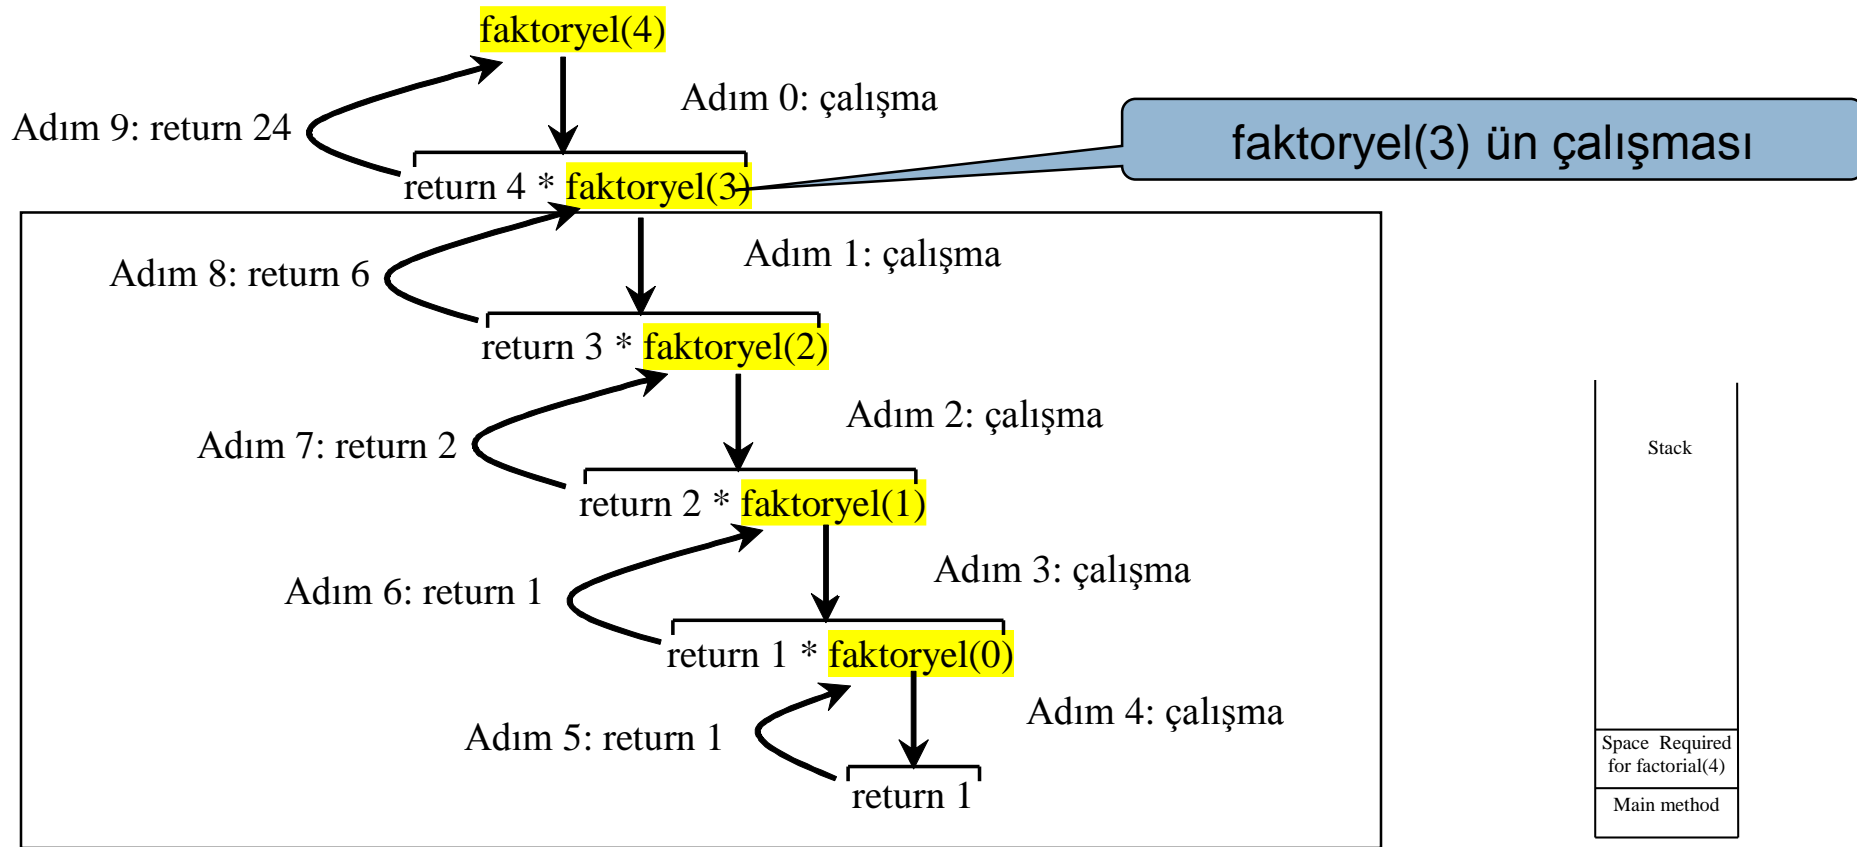 faktoryel(4)
Adım 0: çalışma
Adım 9: return 24
faktoryel(3) ün çalışması
return 4 * faktoryel(3)
Adım 1: çalışma
Adım 8: return 6
return 3 * faktoryel(2)
Adım 2: çalışma
Adım 7: return 2
return 2 * faktoryel(1)
Adım 3: çalışma
Adım 6: return 1
return 1 * faktoryel(0)
Adım 4: çalışma
Adım 5: return 1
return 1
Stack
Space Required
for factorial(4)
Main method